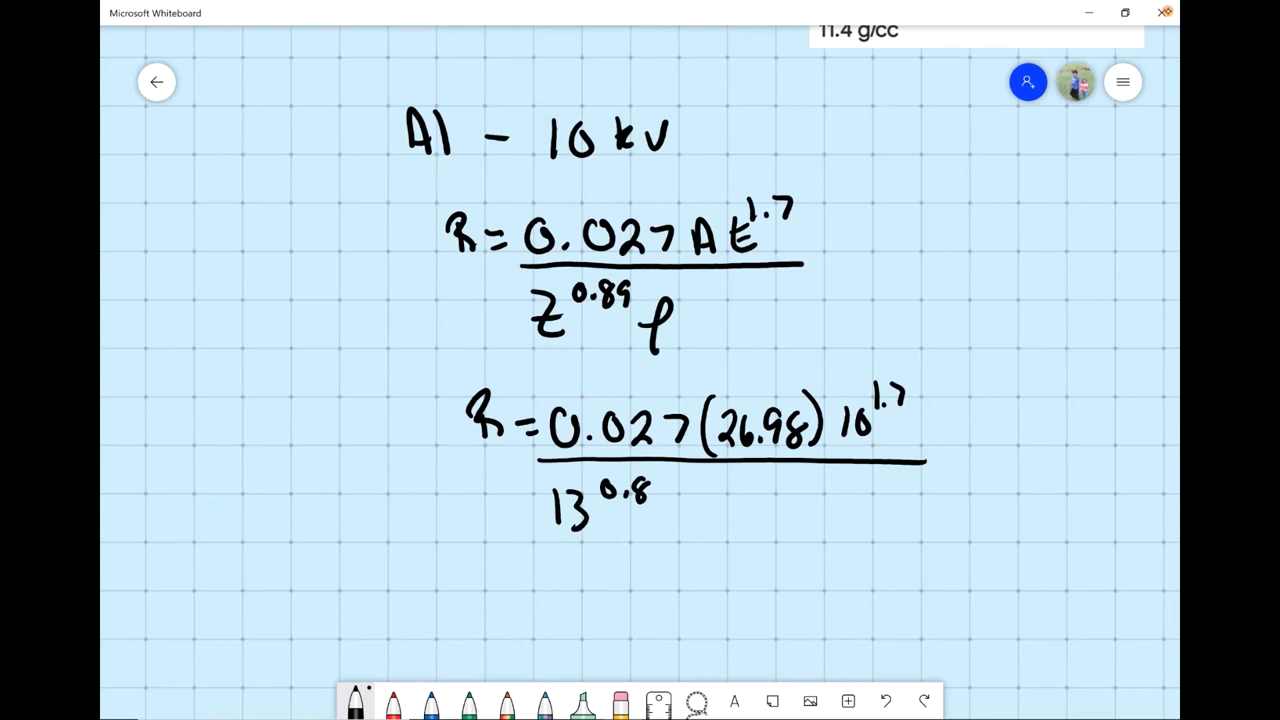 Microsoft Whiteboard
11.4 g/cc
Al - 10 kV
R = 0.027 A E^1.7
Z^0.89 ρ
R = 0.027 (26.98) 10^1.7
13^0.8
A